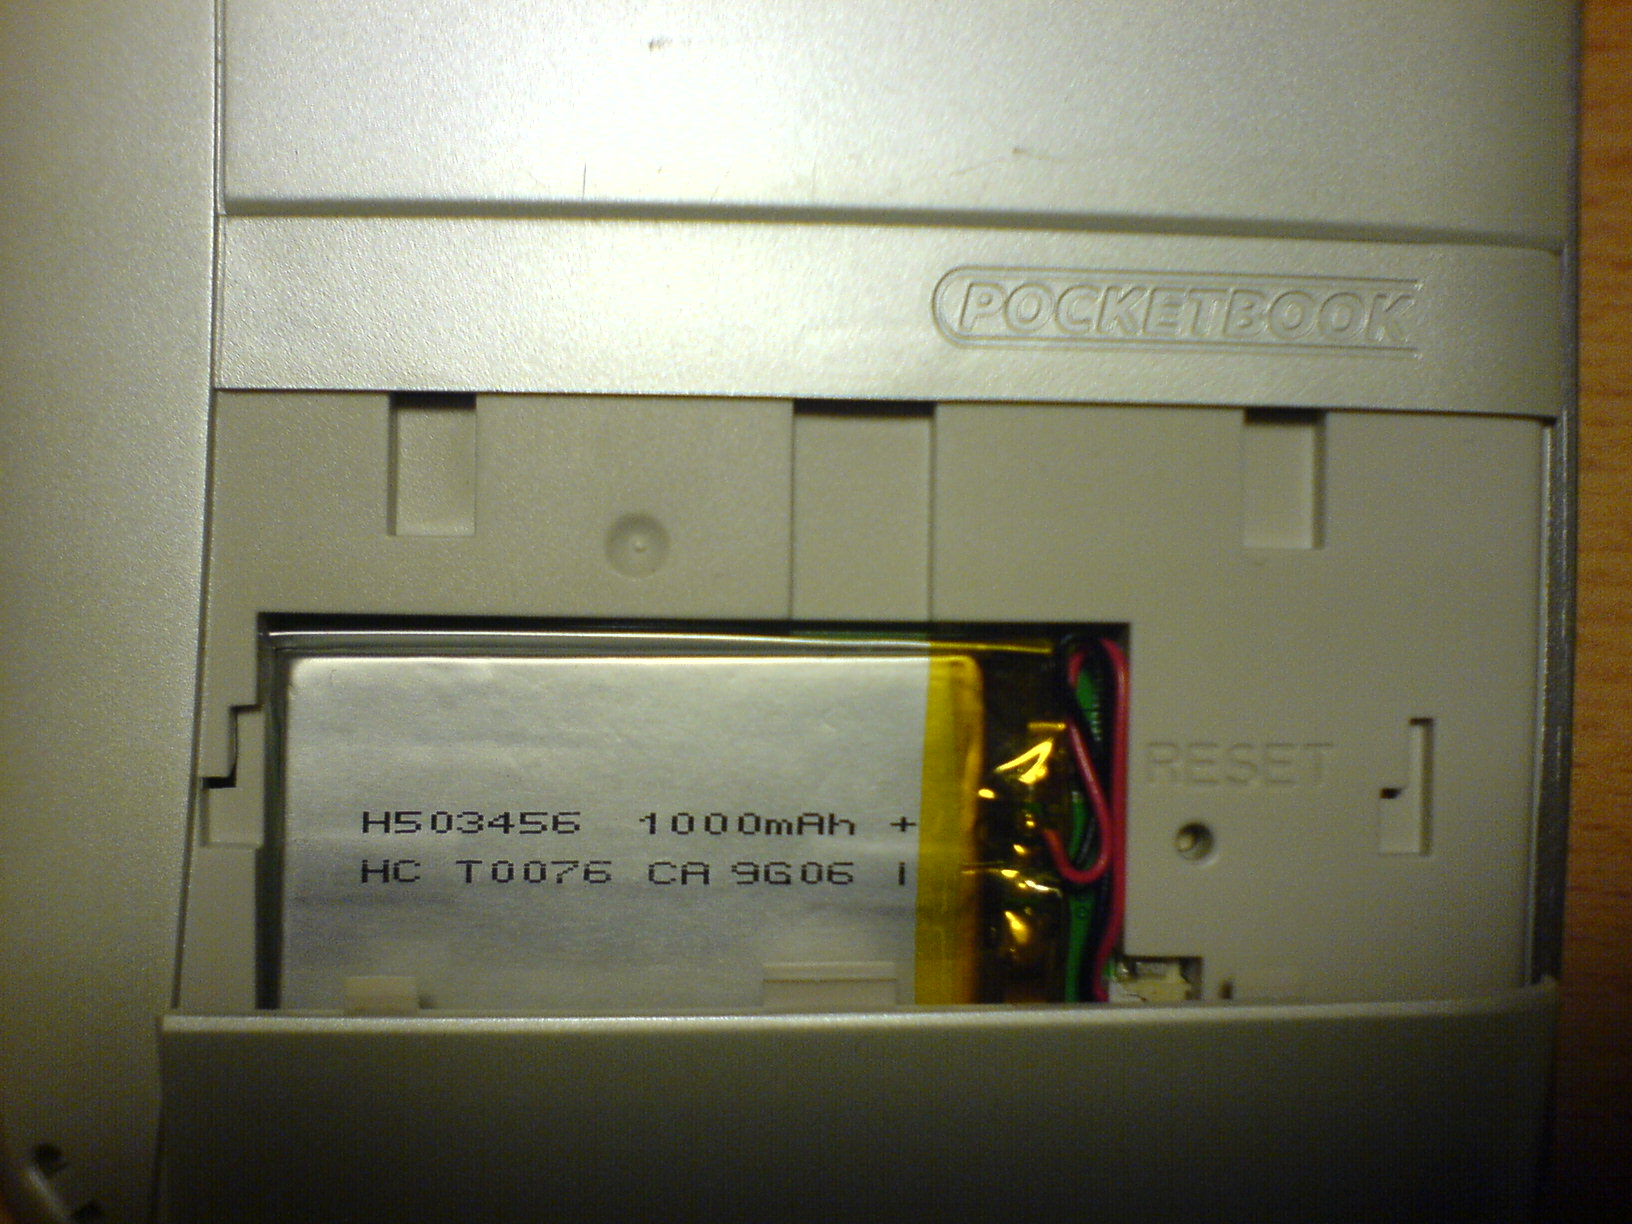 POCKETBOOK
RESET
H503456 1000mAh +
HC T0076 CA 9G06 I